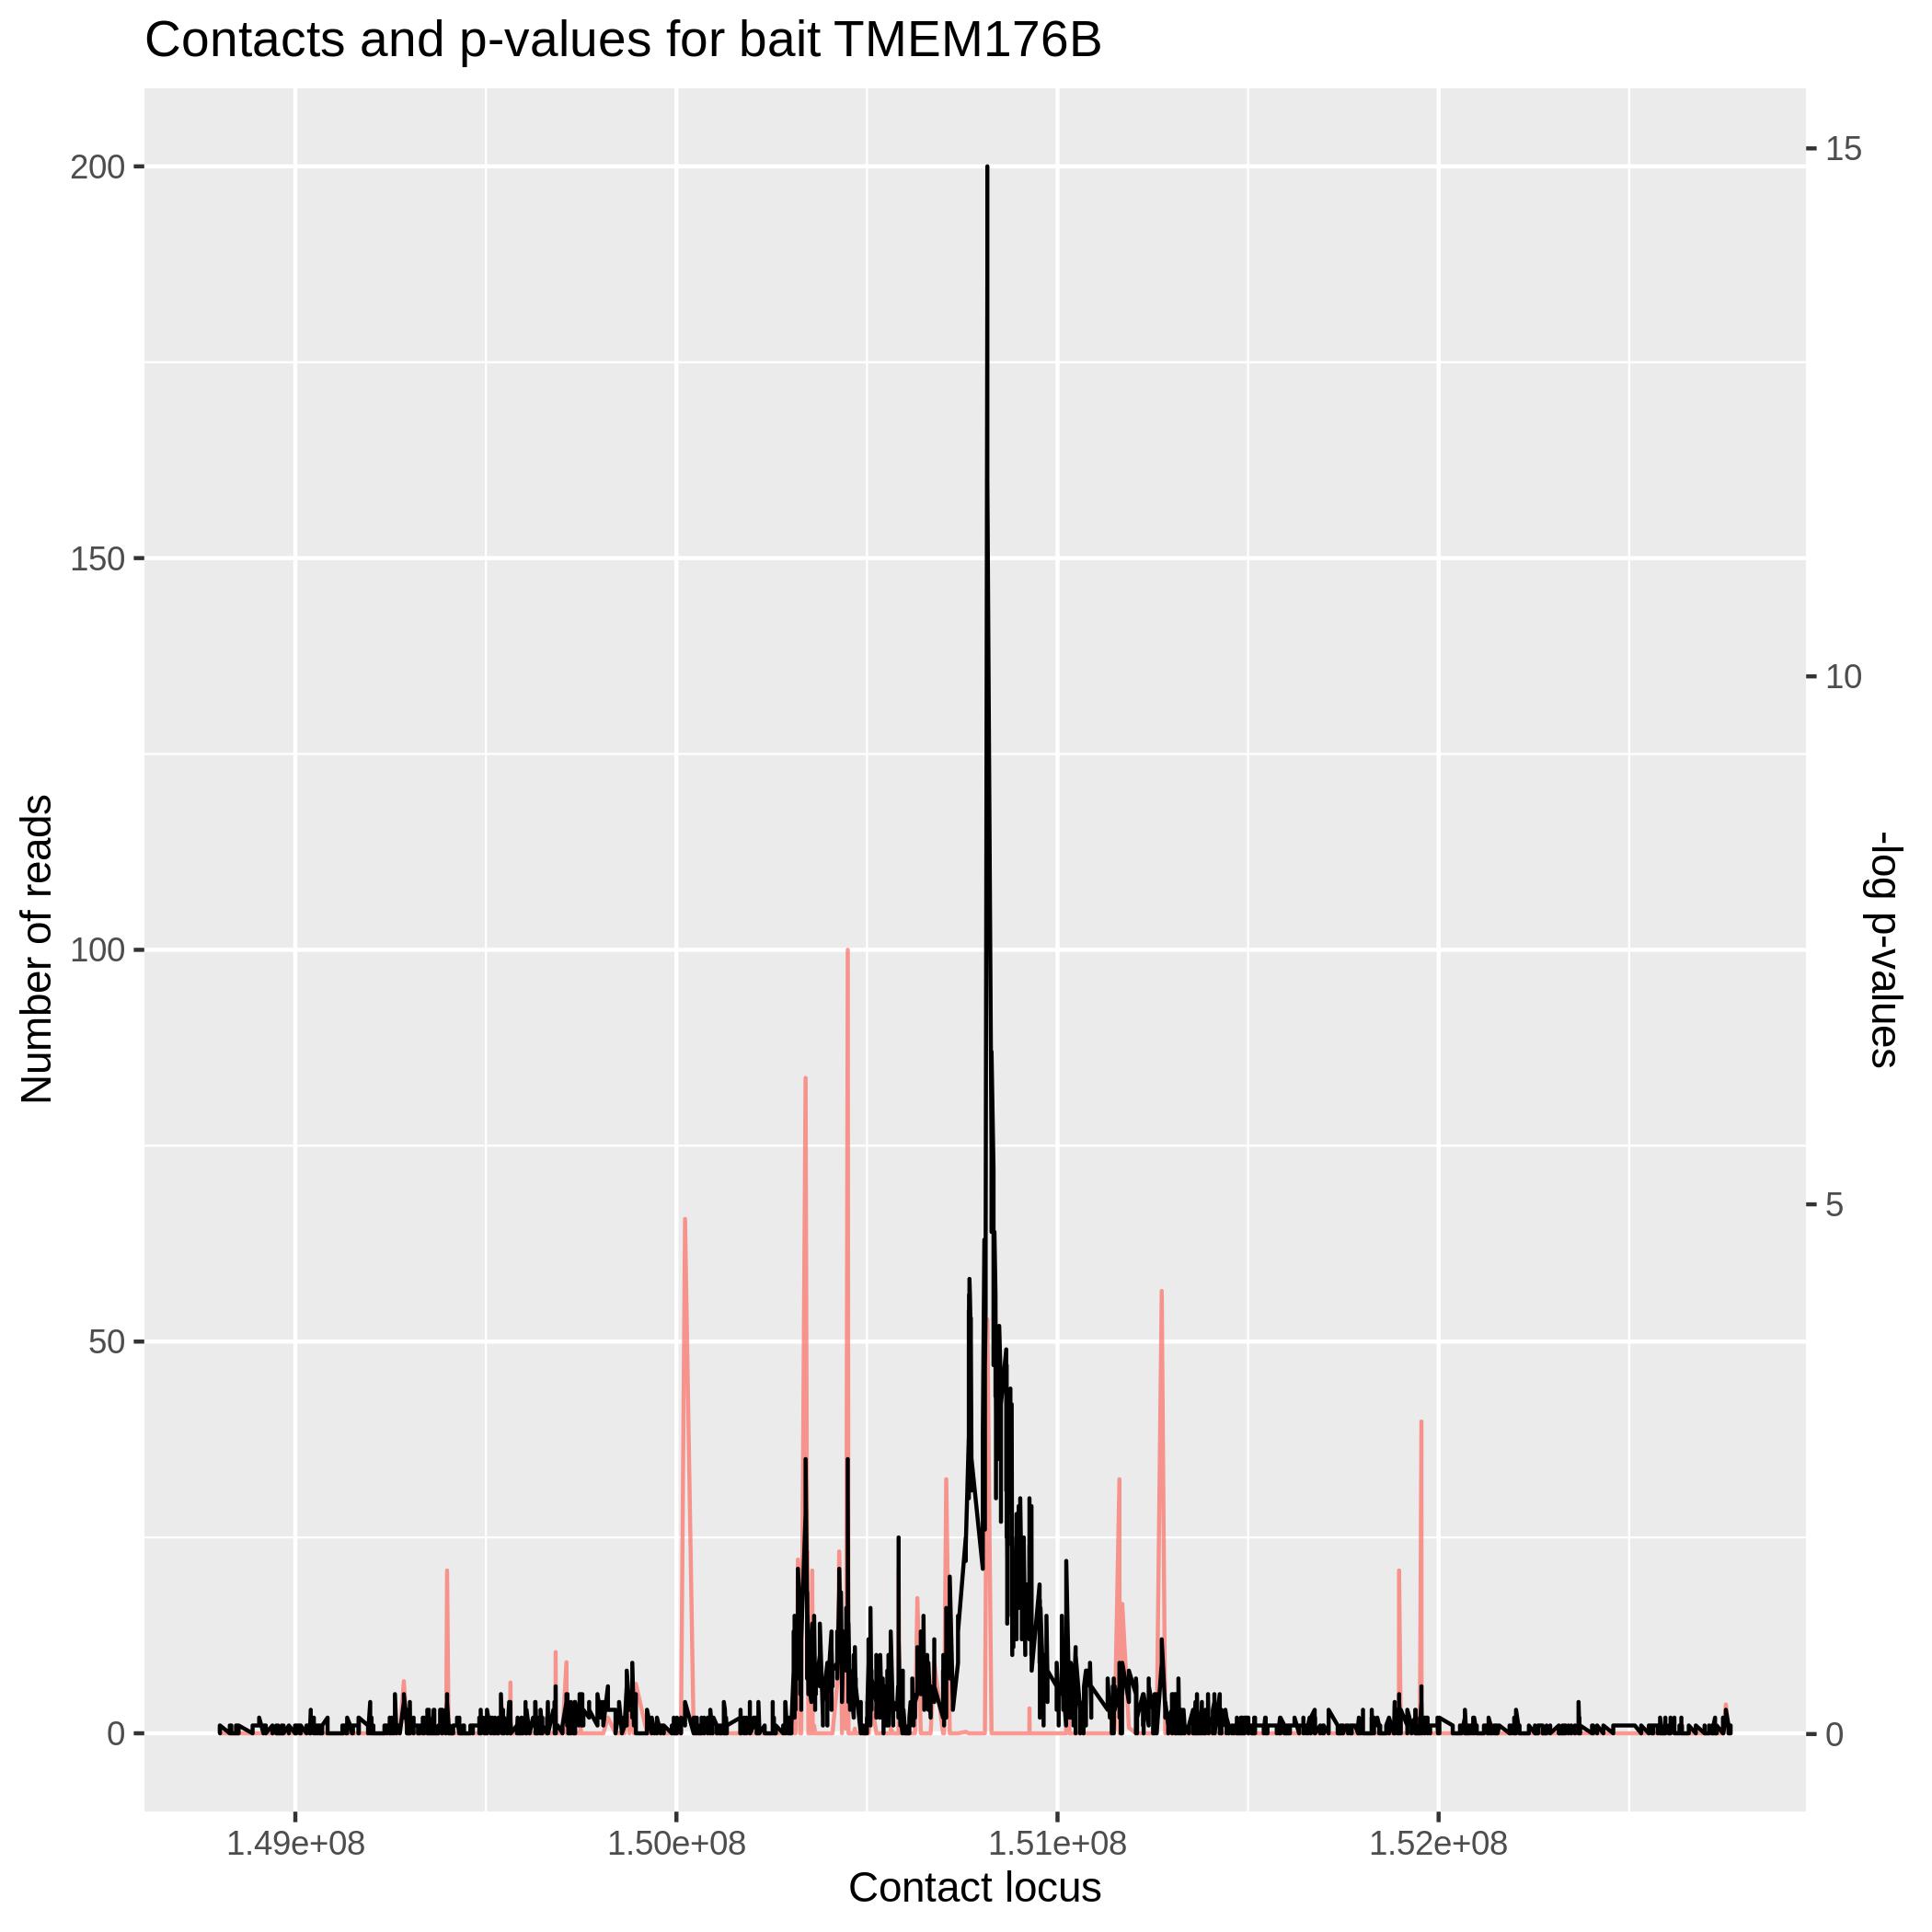 Contacts and p-values for bait TMEM176B
200
150
100
50
0
Number of reads
15
10
5
0
-log p-values
1.49e+08
1.50e+08
1.51e+08
1.52e+08
Contact locus